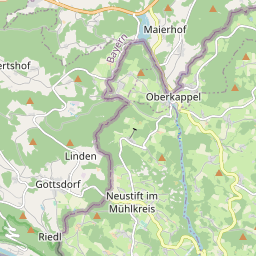 Maierhof
Bayern
ertshof
Oberkappel
Linden
Gottsdorf
Neustift im
Mühlkreis
Riedl